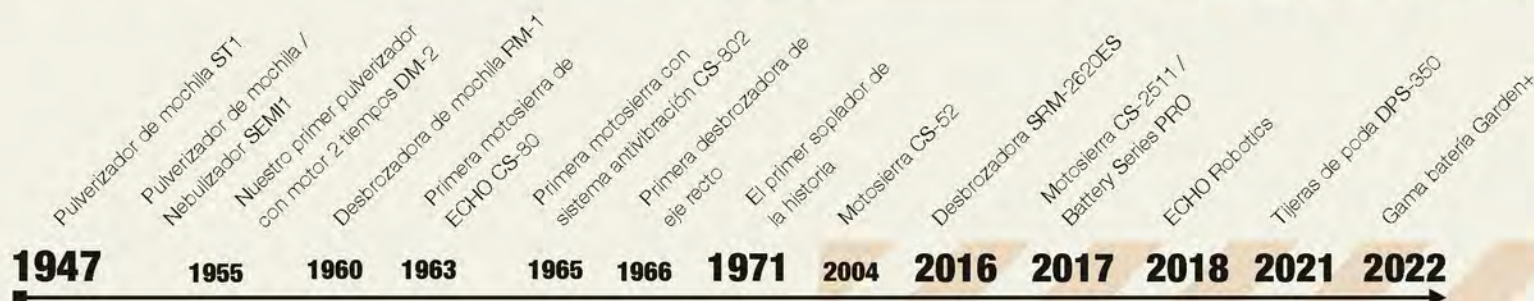 Pulverizador de mochila ST1
Pulverizador de mochila /
Nebulizador SEMI1
Nuestro primer pulverizador
con motor 2 tiempos DM-2
Desbrozadora de mochila RM-1
Primera motosierra de
ECHO CS-80
Primera motosierra con
sistema antivibración CS-802
Primera desbrozadora de
eje recto
El primer soplador de
la historia
Motosierra CS-52
Desbrozadora SRM-2620ES
Motosierra CS-2511 /
Battery Series PRO
ECHO Robotics
Tijeras de poda DPS-350
Gama batería Garden+
1947 1955 1960 1963 1965 1966 1971 2004 2016 2017 2018 2021 2022